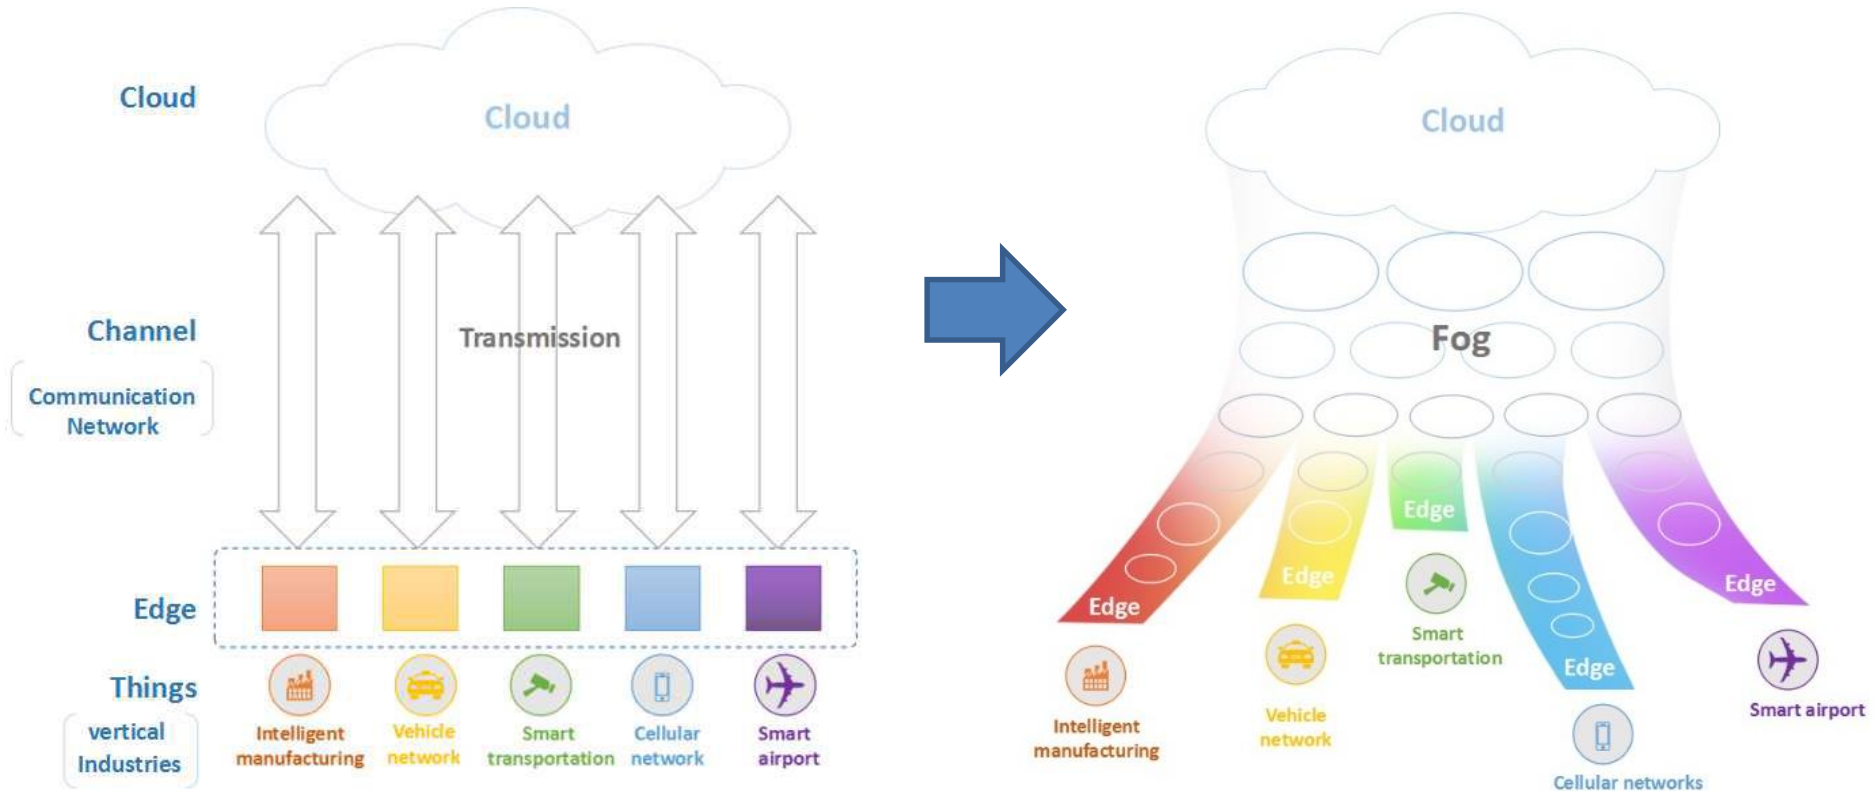 Cloud
Cloud
Channel
Communication
Network
Transmission
Edge
Things
vertical
Industries
Intelligent
manufacturing
Vehicle
network
Smart
transportation
Cellular
network
Smart
airport
Cloud
Fog
Edge
Edge
Edge
Edge
Edge
Intelligent
manufacturing
Vehicle
network
Smart
transportation
Cellular networks
Smart airport